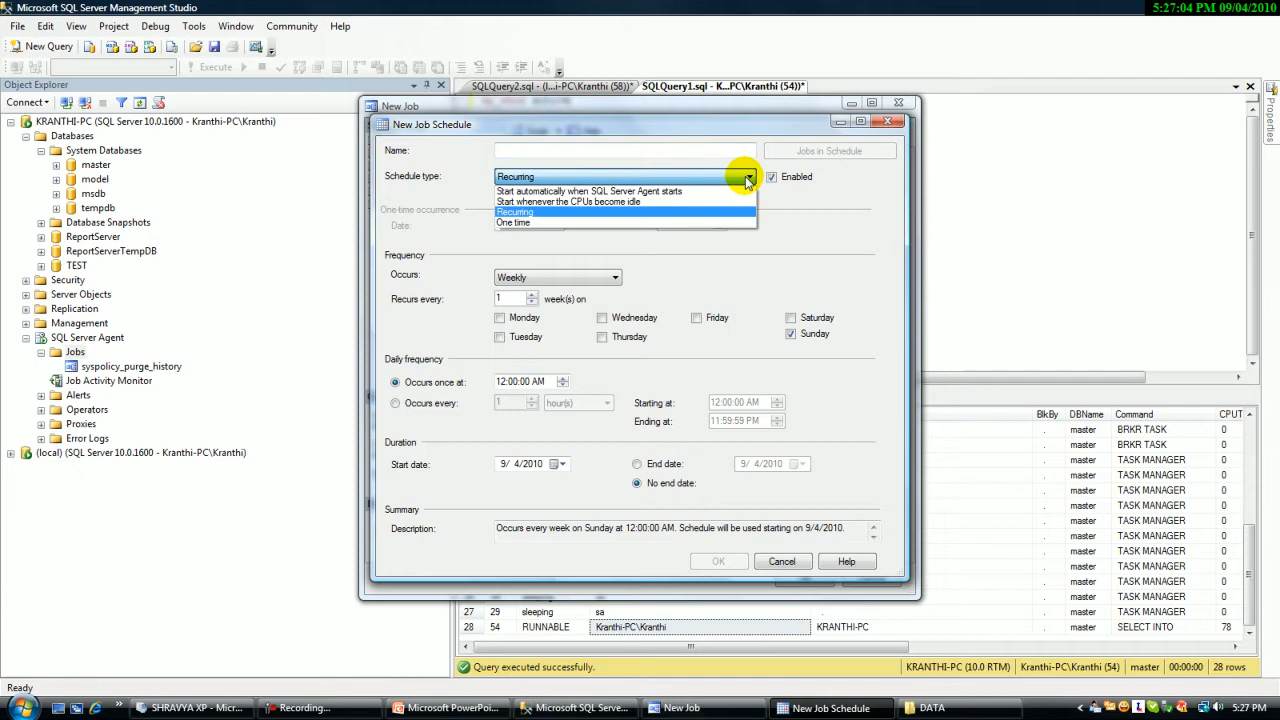 Microsoft SQL Server Management Studio
5:27:04 PM 09/04/2010
File Edit View Project Debug Tools Window Community Help
New Query
Execute
Object Explorer
SQLQuery2.sql - (l...i-PC\Kranthi (58))*
SQLQuery1.sql - K...PC\Kranthi (54))*
Connect
Properties
KRANTHI-PC (SQL Server 10.0.1600 - Kranthi-PC\Kranthi)
Databases
System Databases
master
model
msdb
tempdb
Database Snapshots
ReportServer
ReportServerTempDB
TEST
Security
Server Objects
Replication
Management
SQL Server Agent
Jobs
syspolicy_purge_history
Job Activity Monitor
Alerts
Operators
Proxies
Error Logs
(local) (SQL Server 10.0.1600 - Kranthi-PC\Kranthi)
New Job
New Job Schedule
Name:
Jobs in Schedule
Schedule type:
Recurring
Enabled
Start automatically when SQL Server Agent starts
Start whenever the CPUs become idle
Recurring
One time
One-time occurrence
Date:
Frequency
Occurs:
Weekly
Recurs every:
1
week(s) on
Monday
Wednesday
Friday
Saturday
Tuesday
Thursday
Sunday
Daily frequency
Occurs once at:
12:00:00 AM
Occurs every:
1
hour(s)
Starting at:
12:00:00 AM
Ending at:
11:59:59 PM
Duration
Start date:
9/ 4/2010
End date:
9/ 4/2010
No end date:
Summary
Description:
Occurs every week on Sunday at 12:00:00 AM. Schedule will be used starting on 9/4/2010.
OK
Cancel
Help
BlkBy DBName Command CPUT
. master BRKR TASK 0
. master BRKR TASK 0
. master TASK MANAGER 0
. master TASK MANAGER 0
. master TASK MANAGER 0
. master TASK MANAGER 0
. master TASK MANAGER 0
. master TASK MANAGER 0
. master TASK MANAGER 0
. master TASK MANAGER 0
. master TASK MANAGER 0
. master TASK MANAGER 0
27 29 sleeping sa . . master TASK MANAGER 0
28 54 RUNNABLE Kranthi-PC\Kranthi KRANTHI-PC . master SELECT INTO 78
Query executed successfully.
KRANTHI-PC (10.0 RTM) Kranthi-PC\Kranthi (54) master 00:00:00 28 rows
Ready
SHRAVYA XP - Micr...
Recording...
Microsoft PowerPoi...
Microsoft SQL Serve...
New Job
New Job Schedule
DATA
5:27 PM